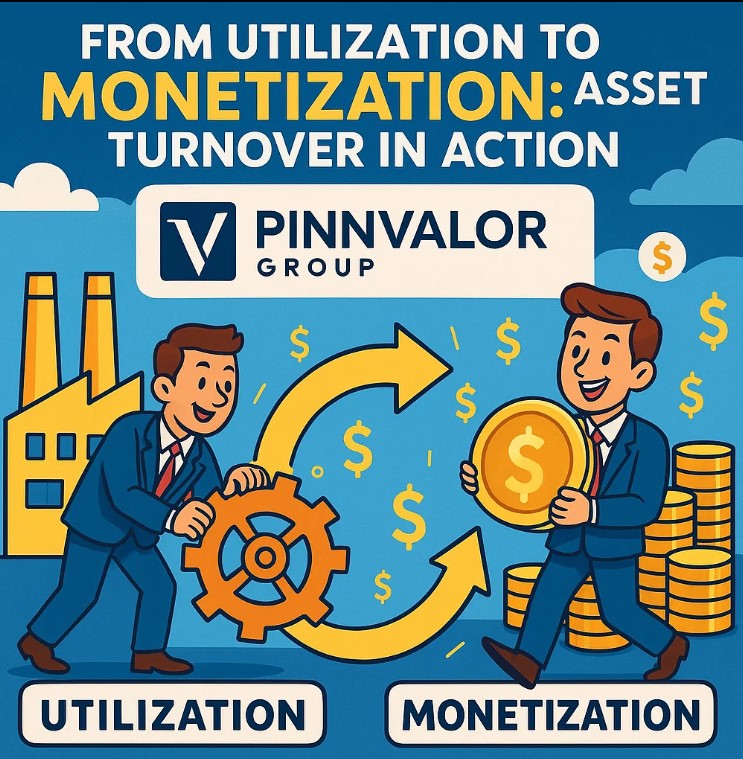 FROM UTILIZATION TO
MONETIZATION: ASSET
TURNOVER IN ACTION
V PINNVALOR
GROUP
$
$
$
$
$
$
$
$
$
$
UTILIZATION
MONETIZATION